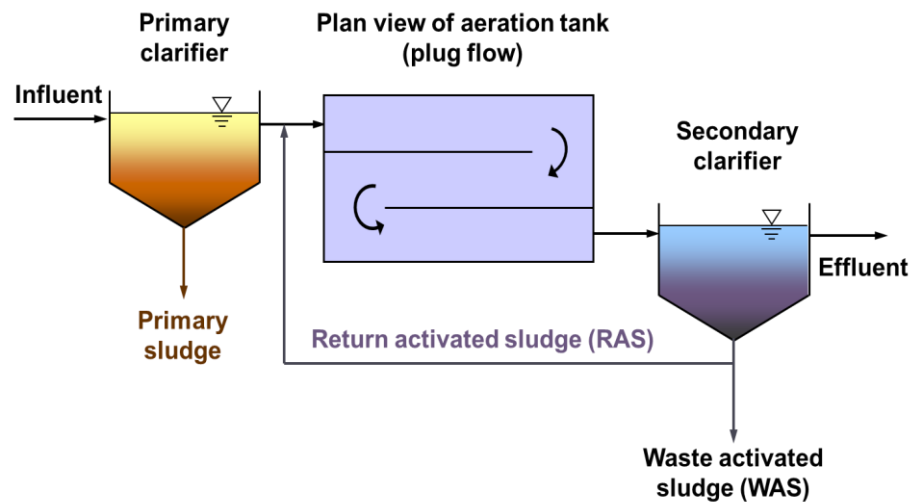 Primary
clarifier
Plan view of aeration tank
(plug flow)
Influent
Secondary
clarifier
Effluent
Primary
sludge
Return activated sludge (RAS)
Waste activated
sludge (WAS)